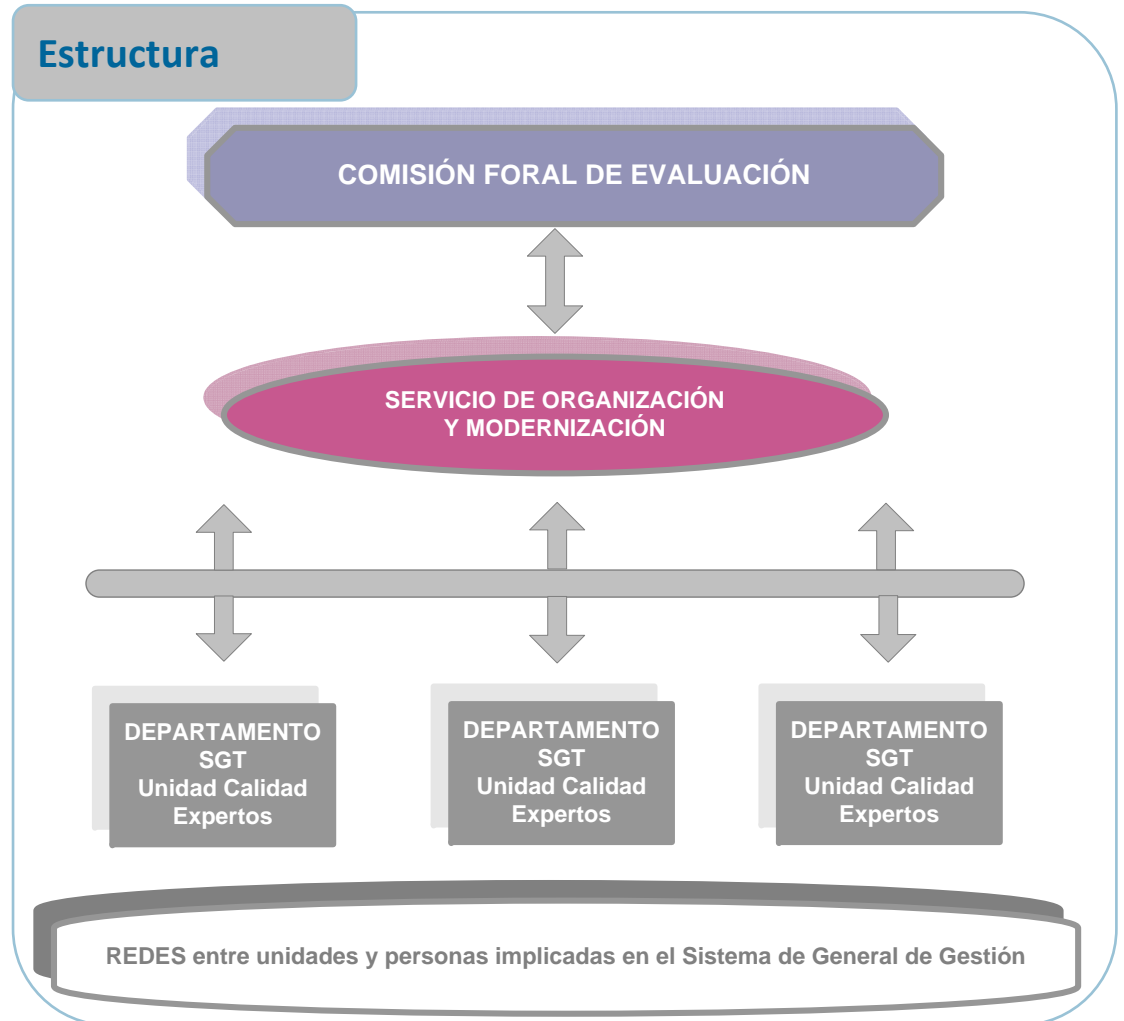 Estructura
COMISIÓN FORAL DE EVALUACIÓN
SERVICIO DE ORGANIZACIÓN
Y MODERNIZACIÓN
DEPARTAMENTO
SGT
Unidad Calidad
Expertos
DEPARTAMENTO
SGT
Unidad Calidad
Expertos
DEPARTAMENTO
SGT
Unidad Calidad
Expertos
REDES entre unidades y personas implicadas en el Sistema de General de Gestión